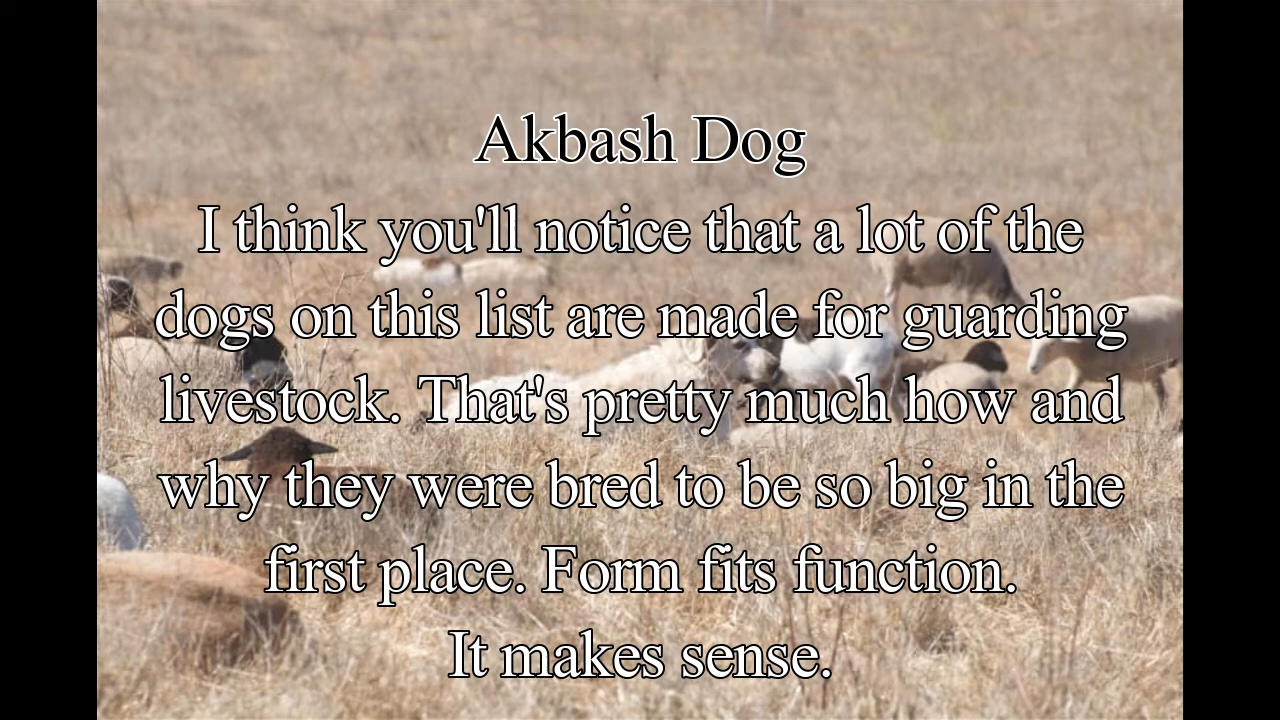 Akbash Dog
I think you'll notice that a lot of the
dogs on this list are made for guarding
livestock. That's pretty much how and
why they were bred to be so big in the
first place. Form fits function.
It makes sense.